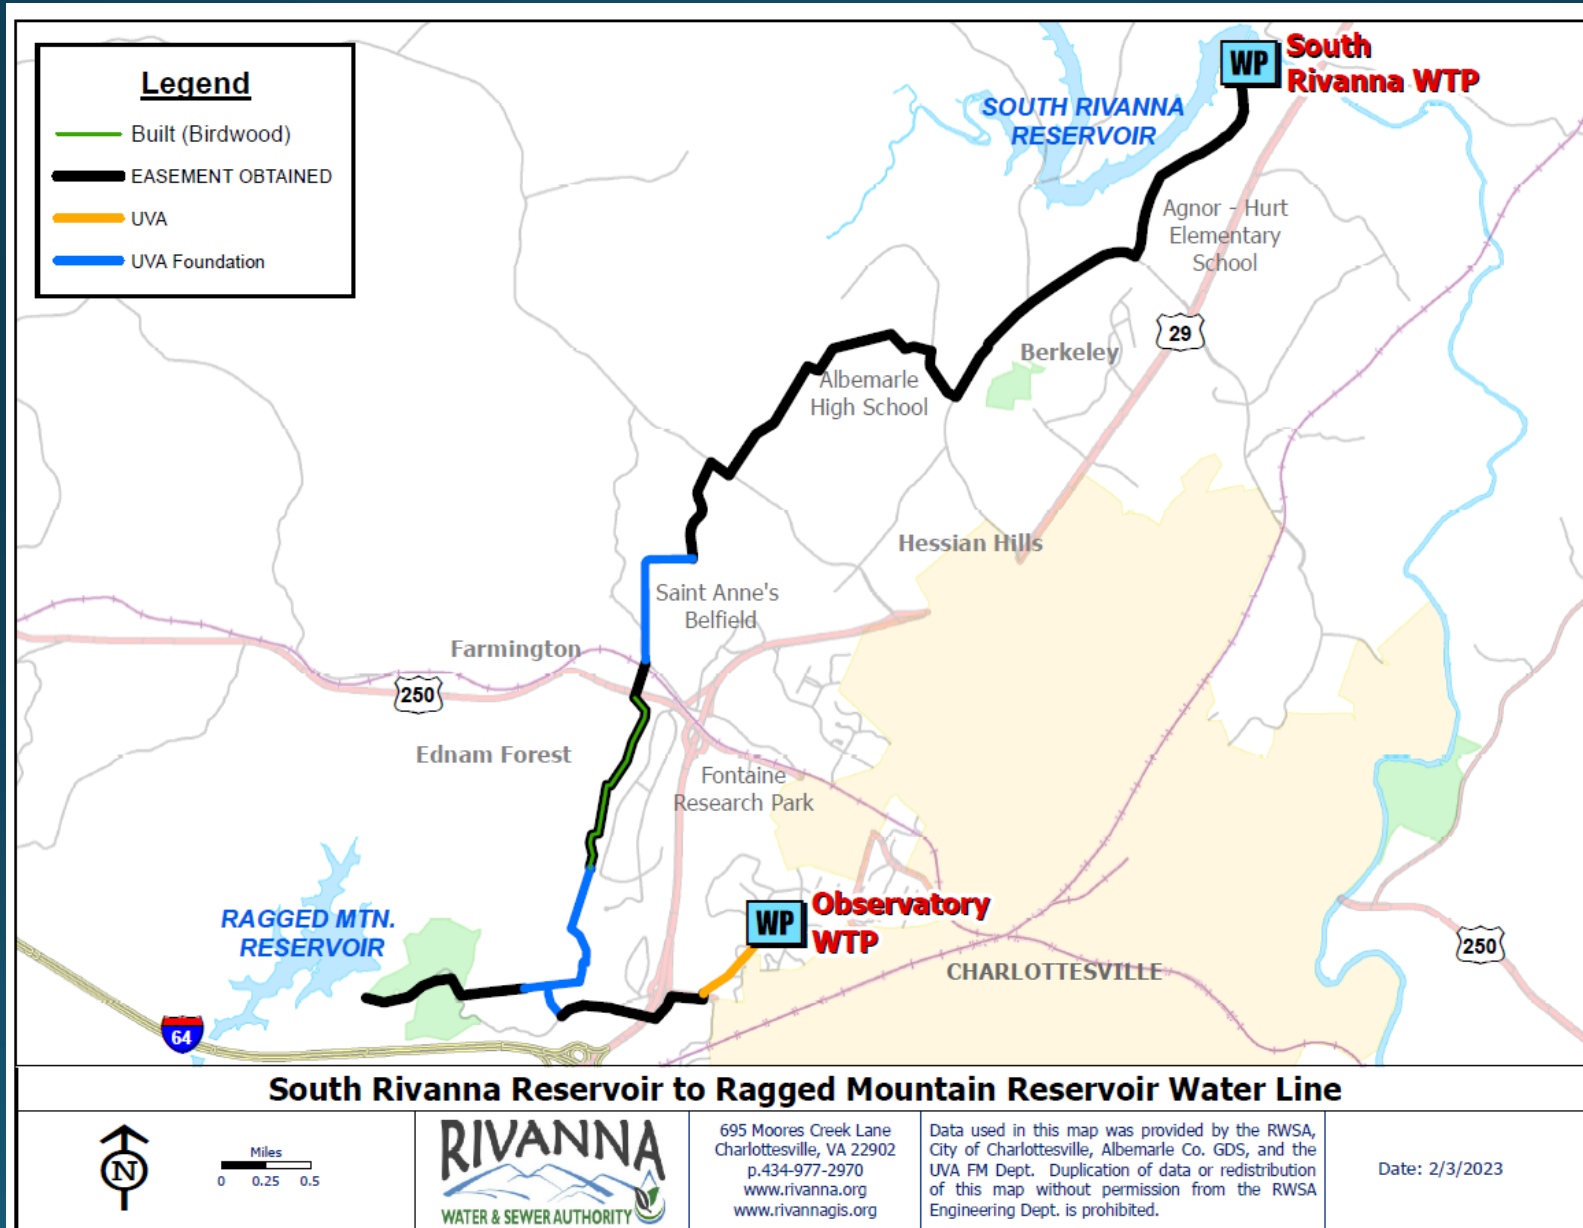 Legend
Built (Birdwood)
EASEMENT OBTAINED
UVA
UVA Foundation
WP
South
Rivanna WTP
SOUTH RIVANNA
RESERVOIR
Agnor - Hurt
Elementary
School
29
Berkeley
Albemarle
High School
Hessian Hills
Saint Anne's
Belfield
Farmington
250
Ednam Forest
Fontaine
Research Park
RAGGED MTN.
RESERVOIR
WP
Observatory
WTP
CHARLOTTESVILLE
250
64
South Rivanna Reservoir to Ragged Mountain Reservoir Water Line
N
Miles
0 0.25 0.5
RIVANNA
WATER & SEWER AUTHORITY
695 Moores Creek Lane
Charlottesville, VA 22902
p.434-977-2970
www.rivanna.org
www.rivannagis.org
Data used in this map was provided by the RWSA,
City of Charlottesville, Albemarle Co. GDS, and the
UVA FM Dept. Duplication of data or redistribution
of this map without permission from the RWSA
Engineering Dept. is prohibited.
Date: 2/3/2023